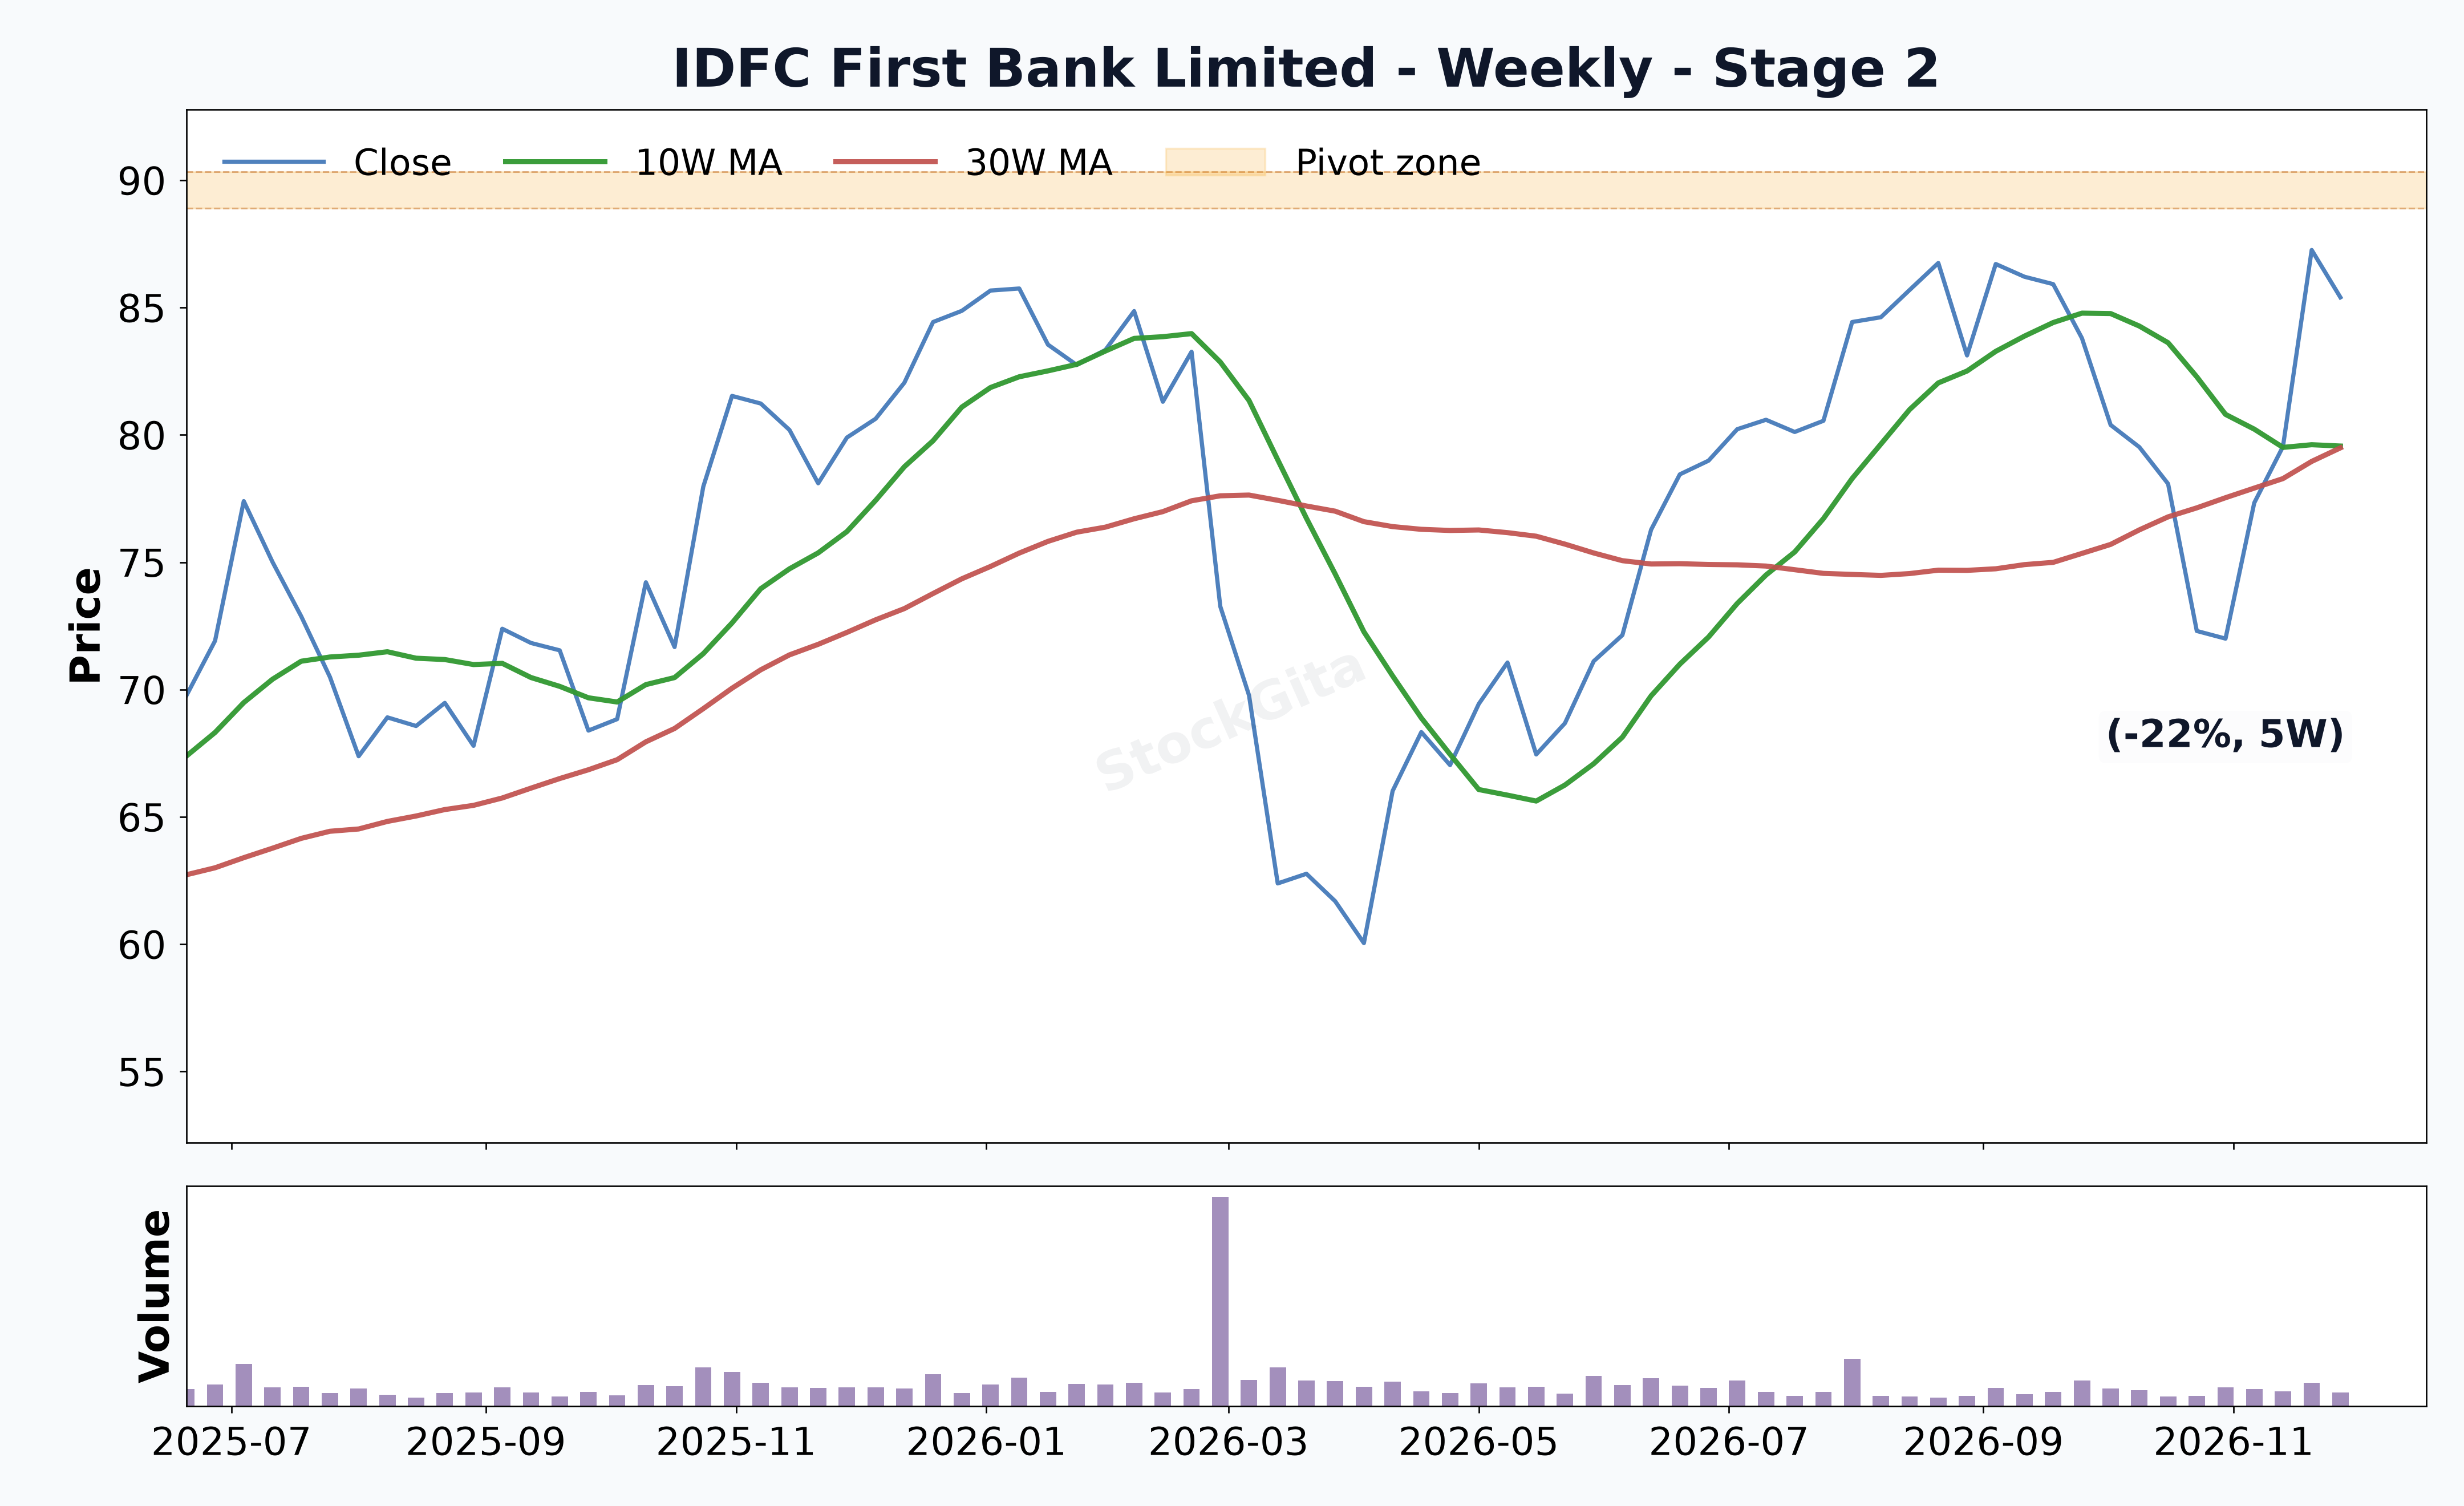 IDFC First Bank Limited - Weekly - Stage 2
Close 10W MA 30W MA Pivot zone
90
85
80
75
70
65
60
55
Price
StockGita
(-22%, 5W)
Volume
2025-07 2025-09 2025-11 2026-01 2026-03 2026-05 2026-07 2026-09 2026-11